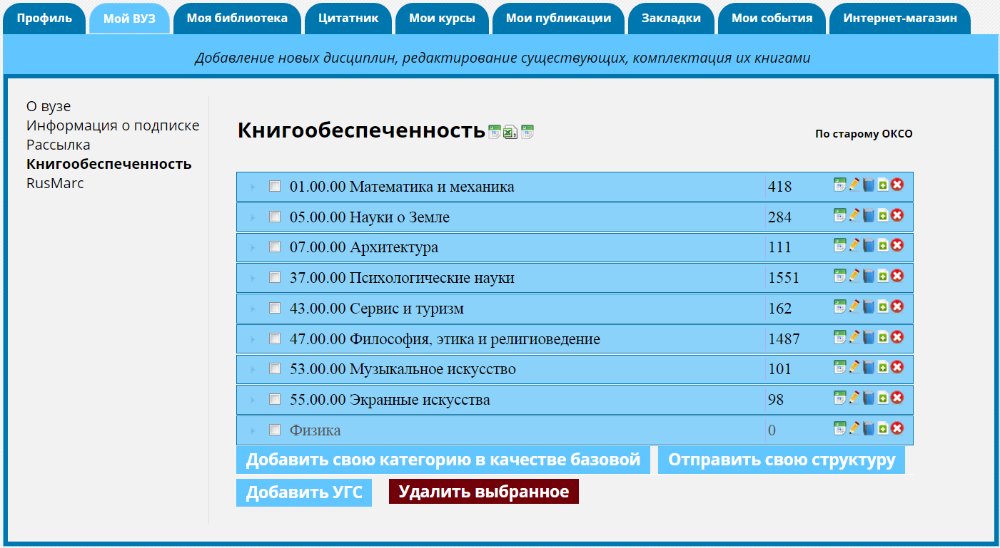 Профиль Мой ВУЗ Моя библиотека Цитатник Мои курсы Мои публикации Закладки Мои события Интернет-магазин
Добавление новых дисциплин, редактирование существующих, комплектация их книгами
О вузе
Информация о подписке
Рассылка
Книгообеспеченность
RusMarc
Книгообеспеченность
По старому ОКСО
01.00.00 Математика и механика 418
05.00.00 Науки о Земле 284
07.00.00 Архитектура 111
37.00.00 Психологические науки 1551
43.00.00 Сервис и туризм 162
47.00.00 Философия, этика и религиоведение 1487
53.00.00 Музыкальное искусство 101
55.00.00 Экранные искусства 98
Физика 0
Добавить свою категорию в качестве базовой Отправить свою структуру
Добавить УГС Удалить выбранное